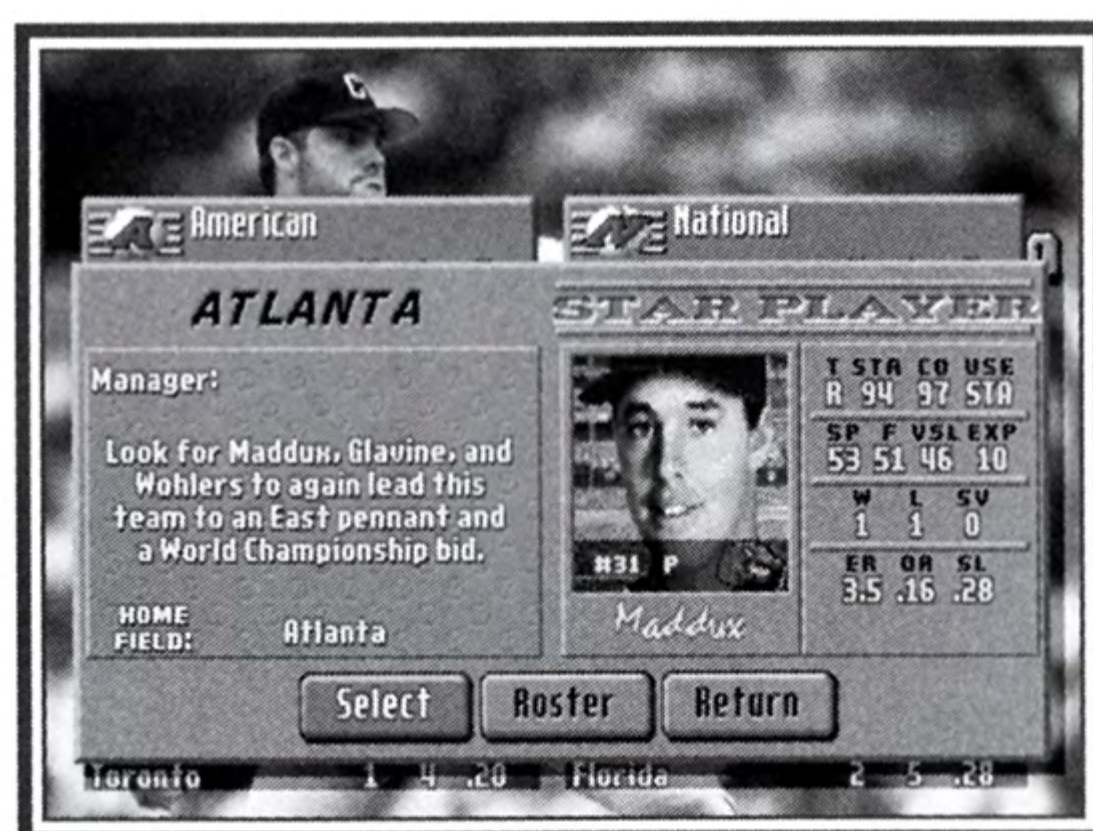 C
A American
N National
1
ATLANTA
STAR PLAYER
Manager:
Look for Maddux, Glavine, and
Wohlers to again lead this
team to an East pennant and
a World Championship bid.
HOME
FIELD:
Atlanta
#31 P
Maddux
T STA CO USE
R 94 97 STA
SP F VSL EXP
53 51 46 10
W L SV
1 1 0
ER OA SL
3.5 .16 .28
Select
Roster
Return
Toronto 1 4 .20
Florida 2 5 .28